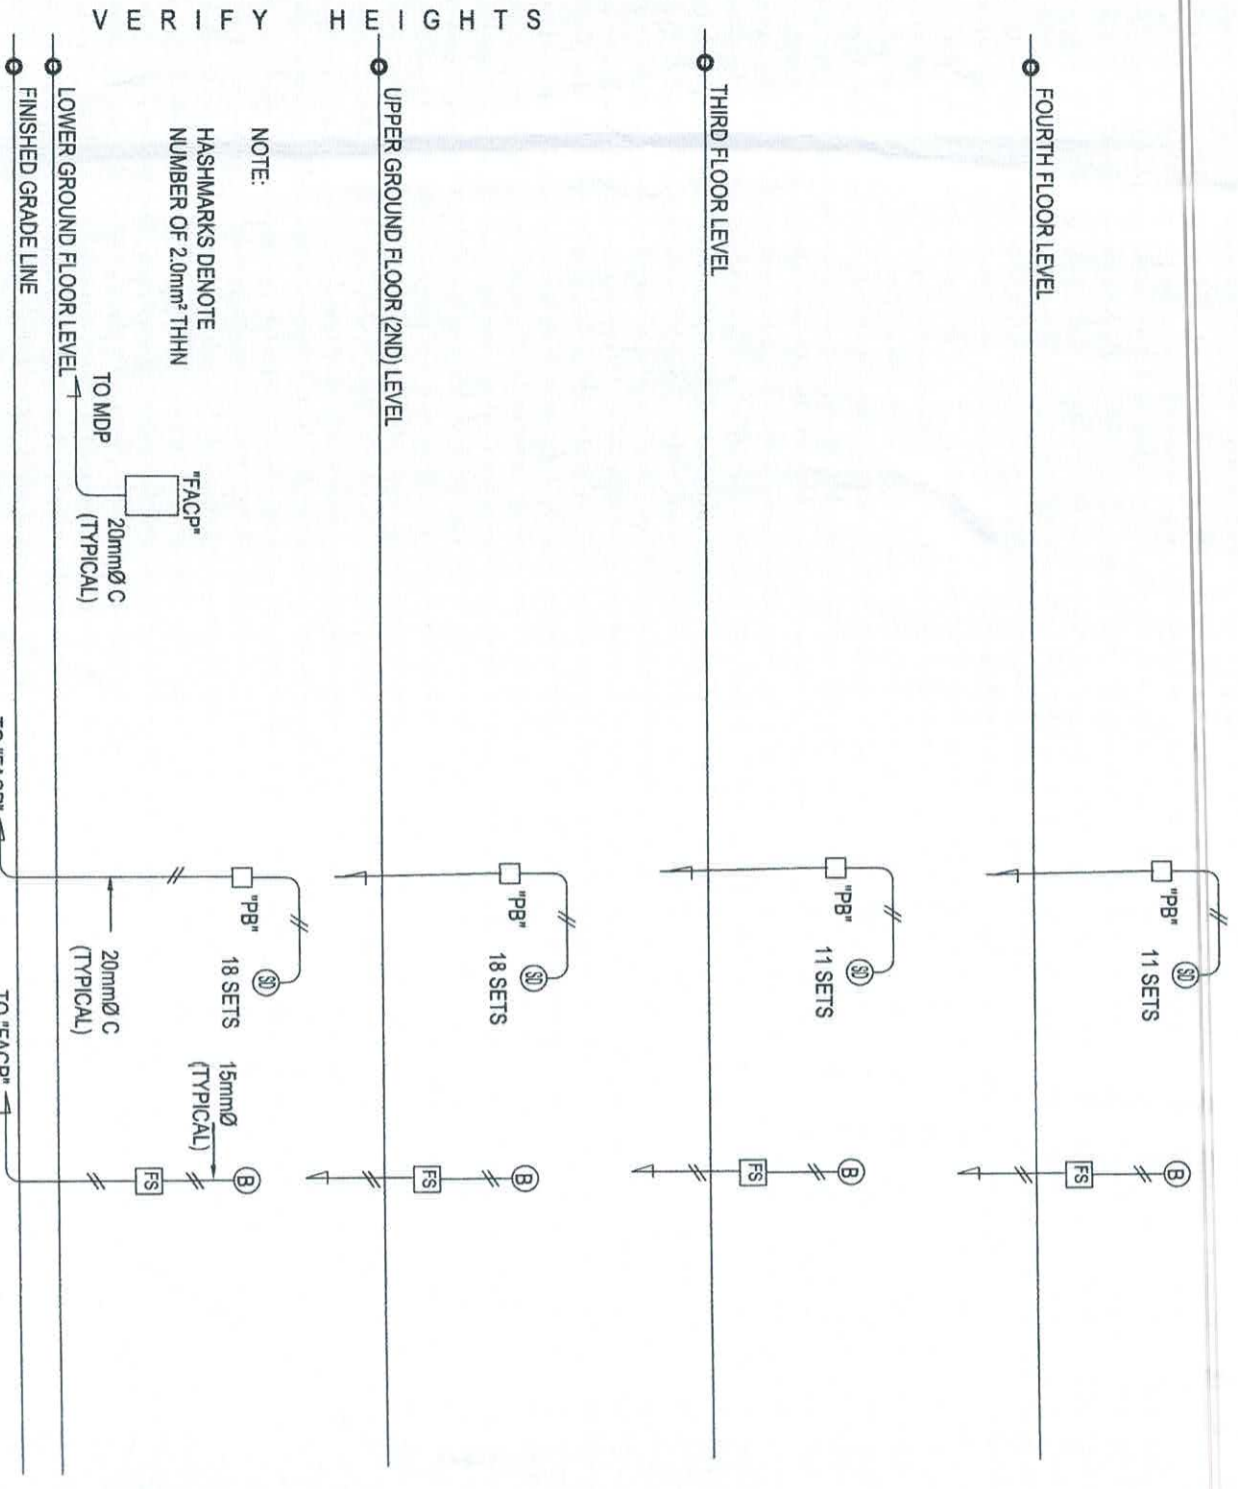 FOURTH FLOOR LEVEL
"PB"
SD
11 SETS
B
FS
THIRD FLOOR LEVEL
"PB"
SD
11 SETS
B
FS
UPPER GROUND FLOOR (2ND) LEVEL
"PB"
SD
18 SETS
B
FS
VERIFY HEIGHTS
NOTE:
HASHMARKS DENOTE
NUMBER OF 2.0mm² THHN
"FACP"
TO MDP
20mmØ C
(TYPICAL)
"PB"
SD
18 SETS
20mmØ C
(TYPICAL)
15mmØ
(TYPICAL)
B
FS
LOWER GROUND FLOOR LEVEL
FINISHED GRADE LINE
TO "FACP"
TO "FACP"